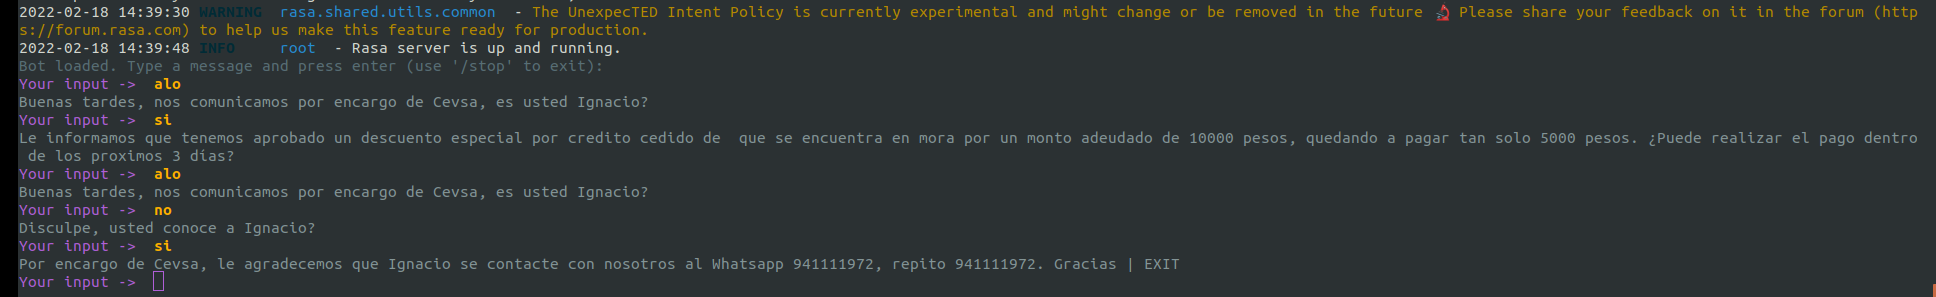 2022-02-18 14:39:30 WARNING  rasa.shared.utils.common  - The UnexpecTED Intent Policy is currently experimental and might change or be removed in the future 🔬 Please share your feedback on it in the forum (http
s://forum.rasa.com) to help us make this feature ready for production.
2022-02-18 14:39:48 INFO     root  - Rasa server is up and running.
Bot loaded. Type a message and press enter (use '/stop' to exit):
Your input ->  alo
Buenas tardes, nos comunicamos por encargo de Cevsa, es usted Ignacio?
Your input ->  si
Le informamos que tenemos aprobado un descuento especial por credito cedido de  que se encuentra en mora por un monto adeudado de 10000 pesos, quedando a pagar tan solo 5000 pesos. ¿Puede realizar el pago dentro
 de los proximos 3 días?
Your input ->  alo
Buenas tardes, nos comunicamos por encargo de Cevsa, es usted Ignacio?
Your input ->  no
Disculpe, usted conoce a Ignacio?
Your input ->  si
Por encargo de Cevsa, le agradecemos que Ignacio se contacte con nosotros al Whatsapp 941111972, repito 941111972. Gracias | EXIT
Your input ->